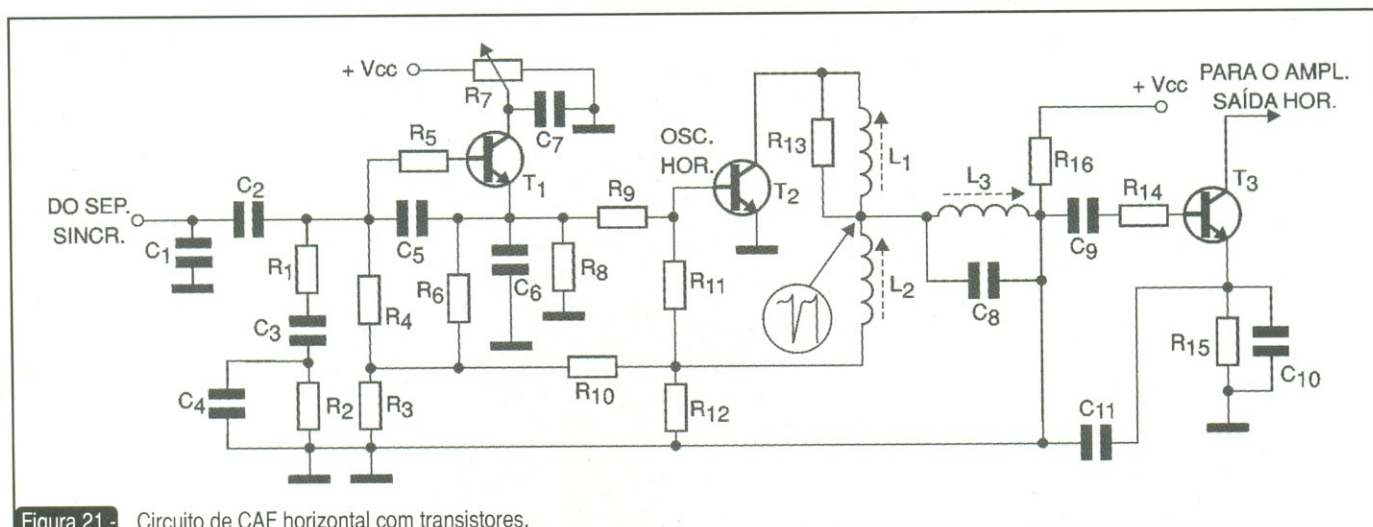 + Vcc
R7
C7
R5
T1
DO SEP.
SINCR.
C1
C2
R1
C3
C4
R2
R3
R4
C5
R6
C6
R8
R9
R10
R11
R12
OSC.
HOR.
T2
R13
L1
L2
L3
C8
+ Vcc
R16
C9
R14
T3
PARA O AMPL.
SAÍDA HOR.
R15
C10
C11
Figura 21 - Circuito de CAF horizontal com transistores.